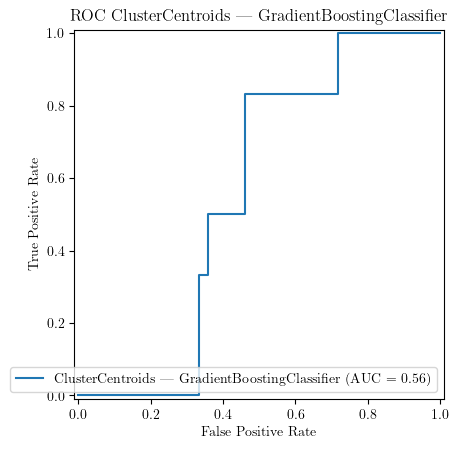 ROC ClusterCentroids — GradientBoostingClassifier
1.0
0.8
0.6
0.4
0.2
0.0
True Positive Rate
ClusterCentroids — GradientBoostingClassifier (AUC = 0.56)
0.0 0.2 0.4 0.6 0.8 1.0
False Positive Rate